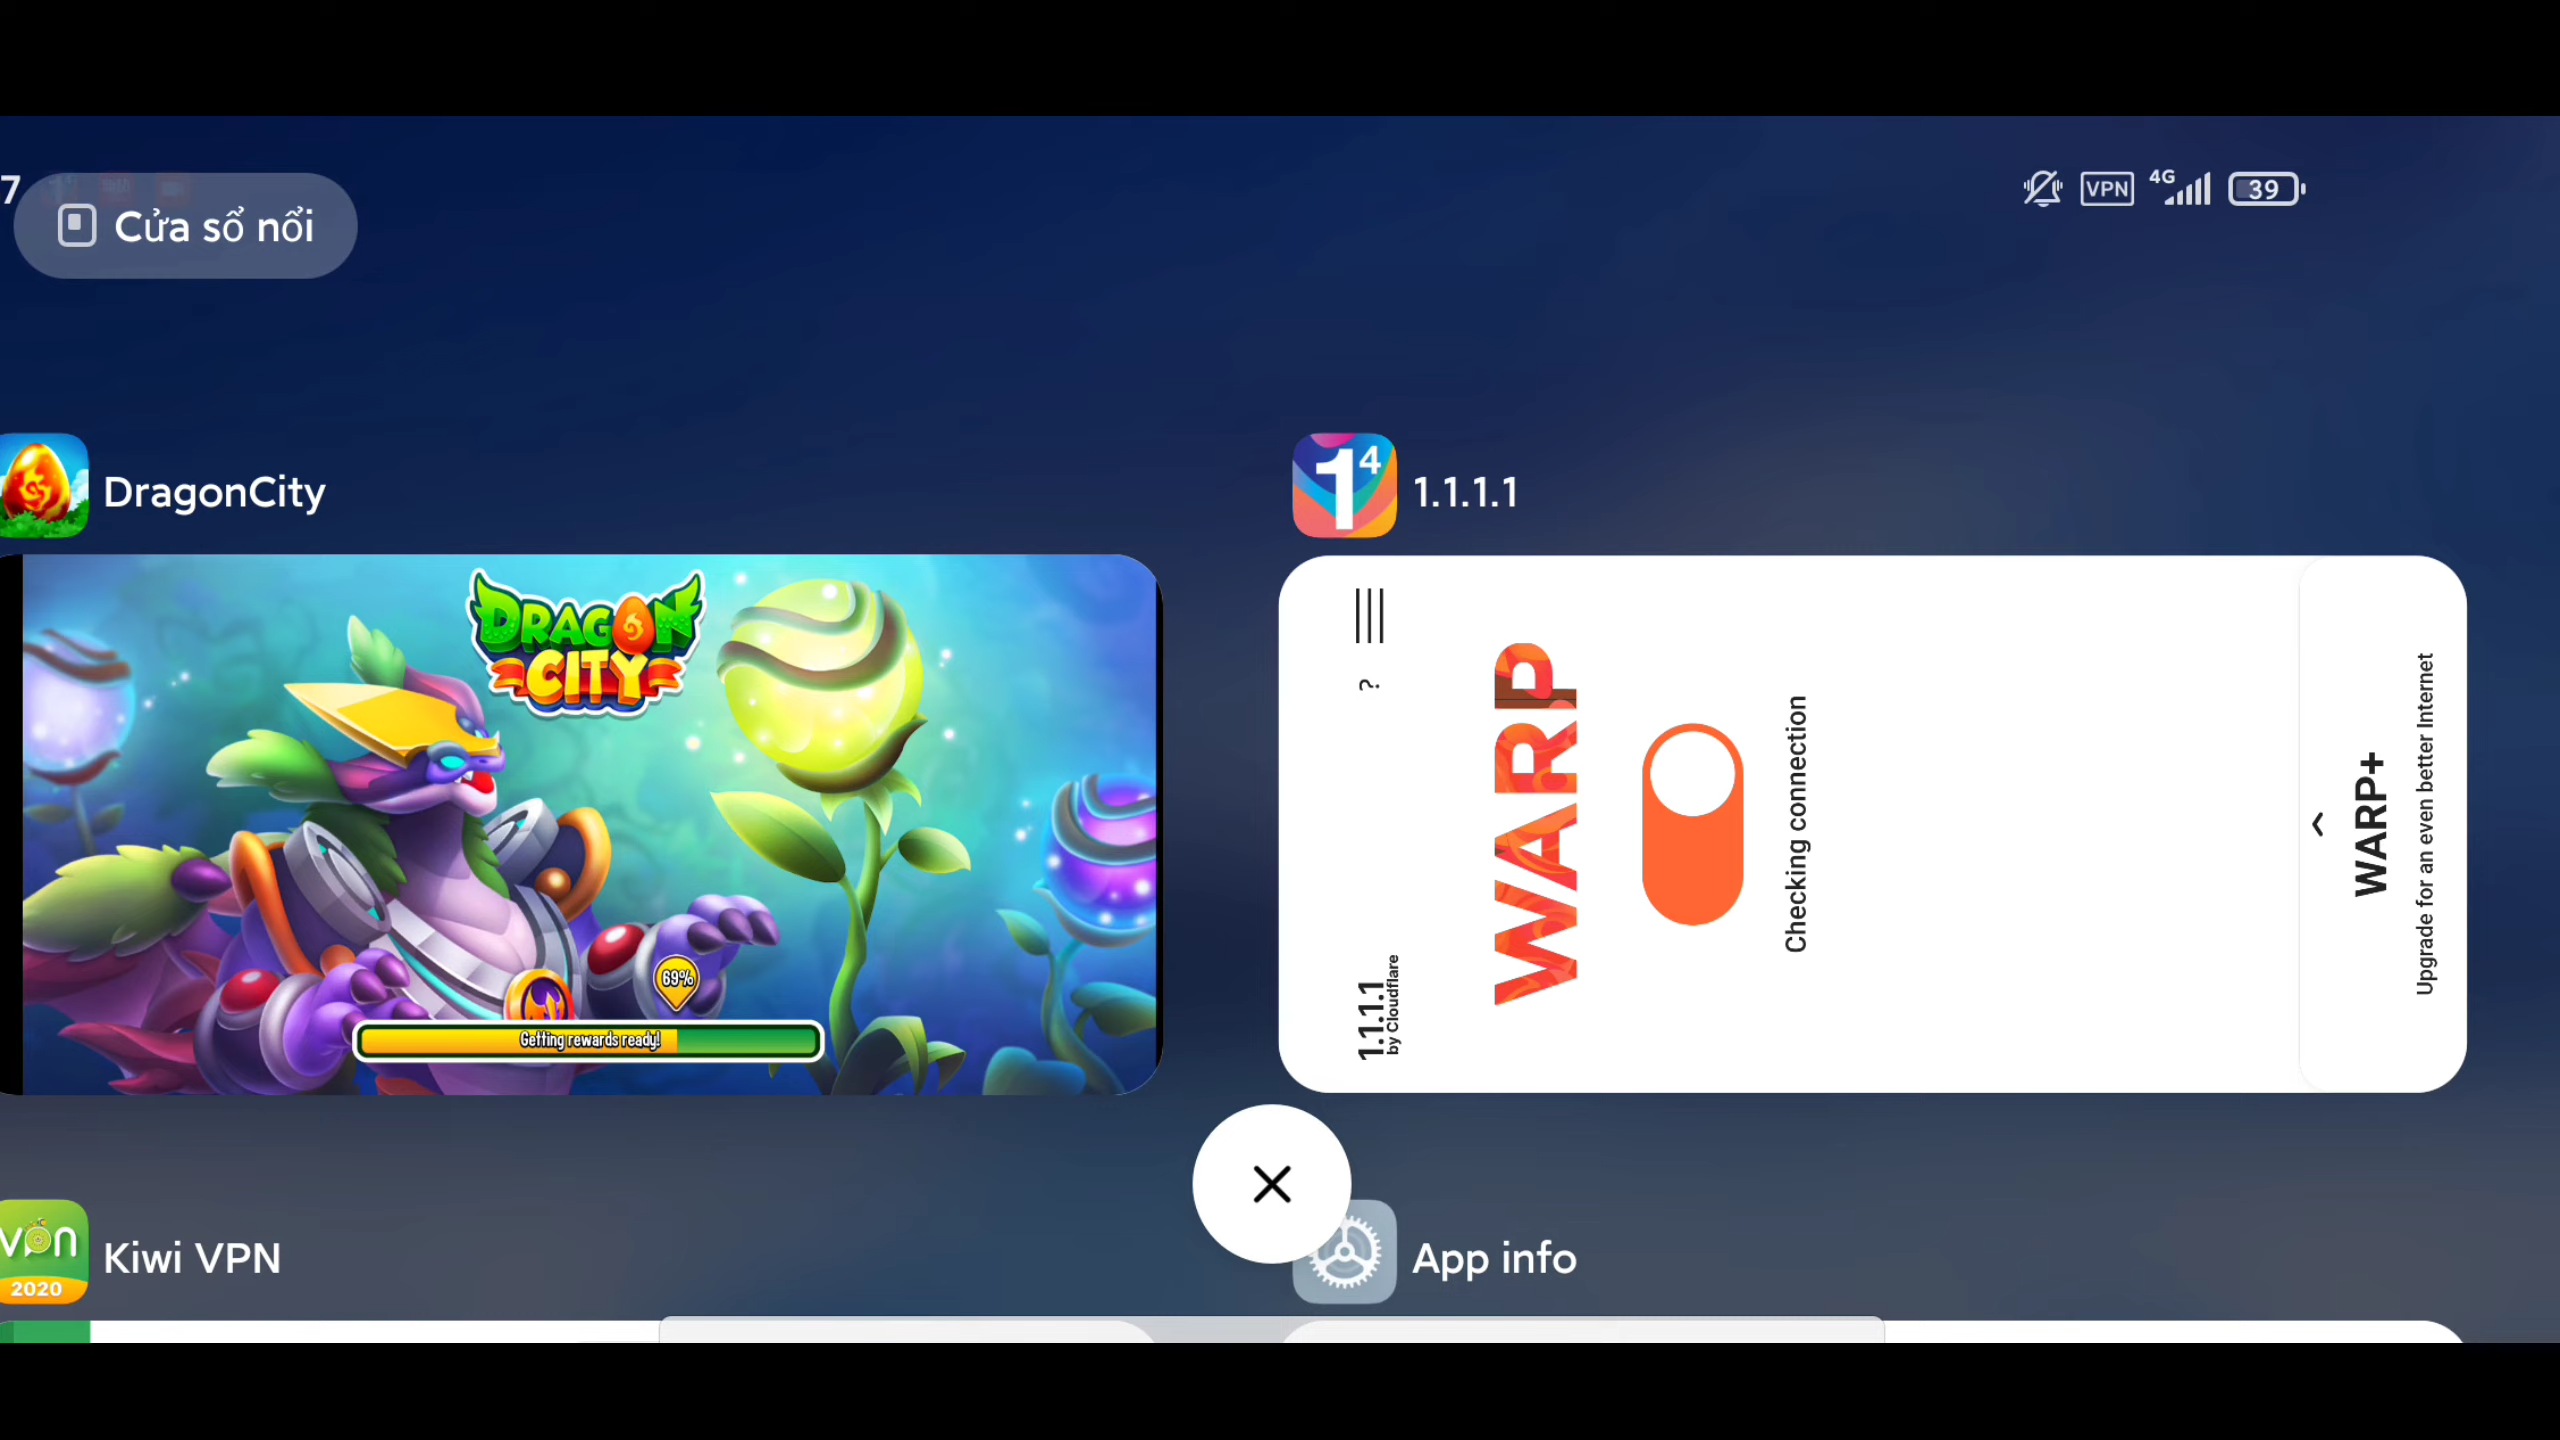 7
VPN
4G
39
Cửa sổ nổi
DragonCity
14
1.1.1.1
DRAGON
CITY
69%
Getting rewards ready!
?
1.1.1.1
by Cloudflare
WARP
Checking connection
WARP+
Upgrade for an even better Internet
vpn
2020
Kiwi VPN
App info